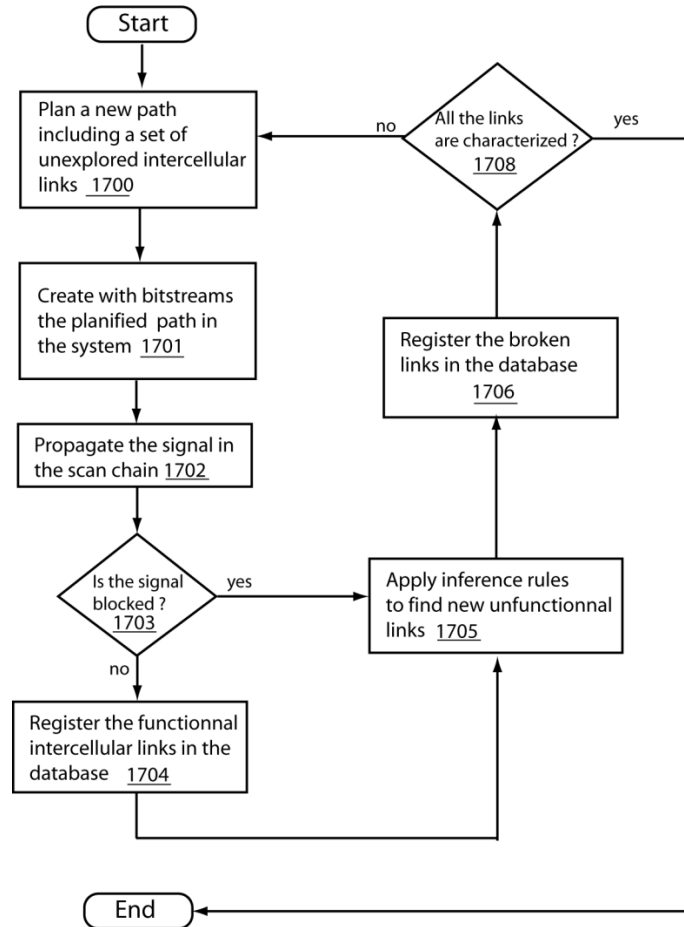 Start
Plan a new path
including a set of
unexplored intercellular
links 1700
Create with bitstreams
the planified path in
the system 1701
Propagate the signal in
the scan chain 1702
Is the signal
blocked ?
1703
yes
no
Register the functionnal
intercellular links in the
database 1704
Apply inference rules
to find new unfunctionnal
links 1705
Register the broken
links in the database
1706
All the links
are characterized ?
1708
no
yes
End